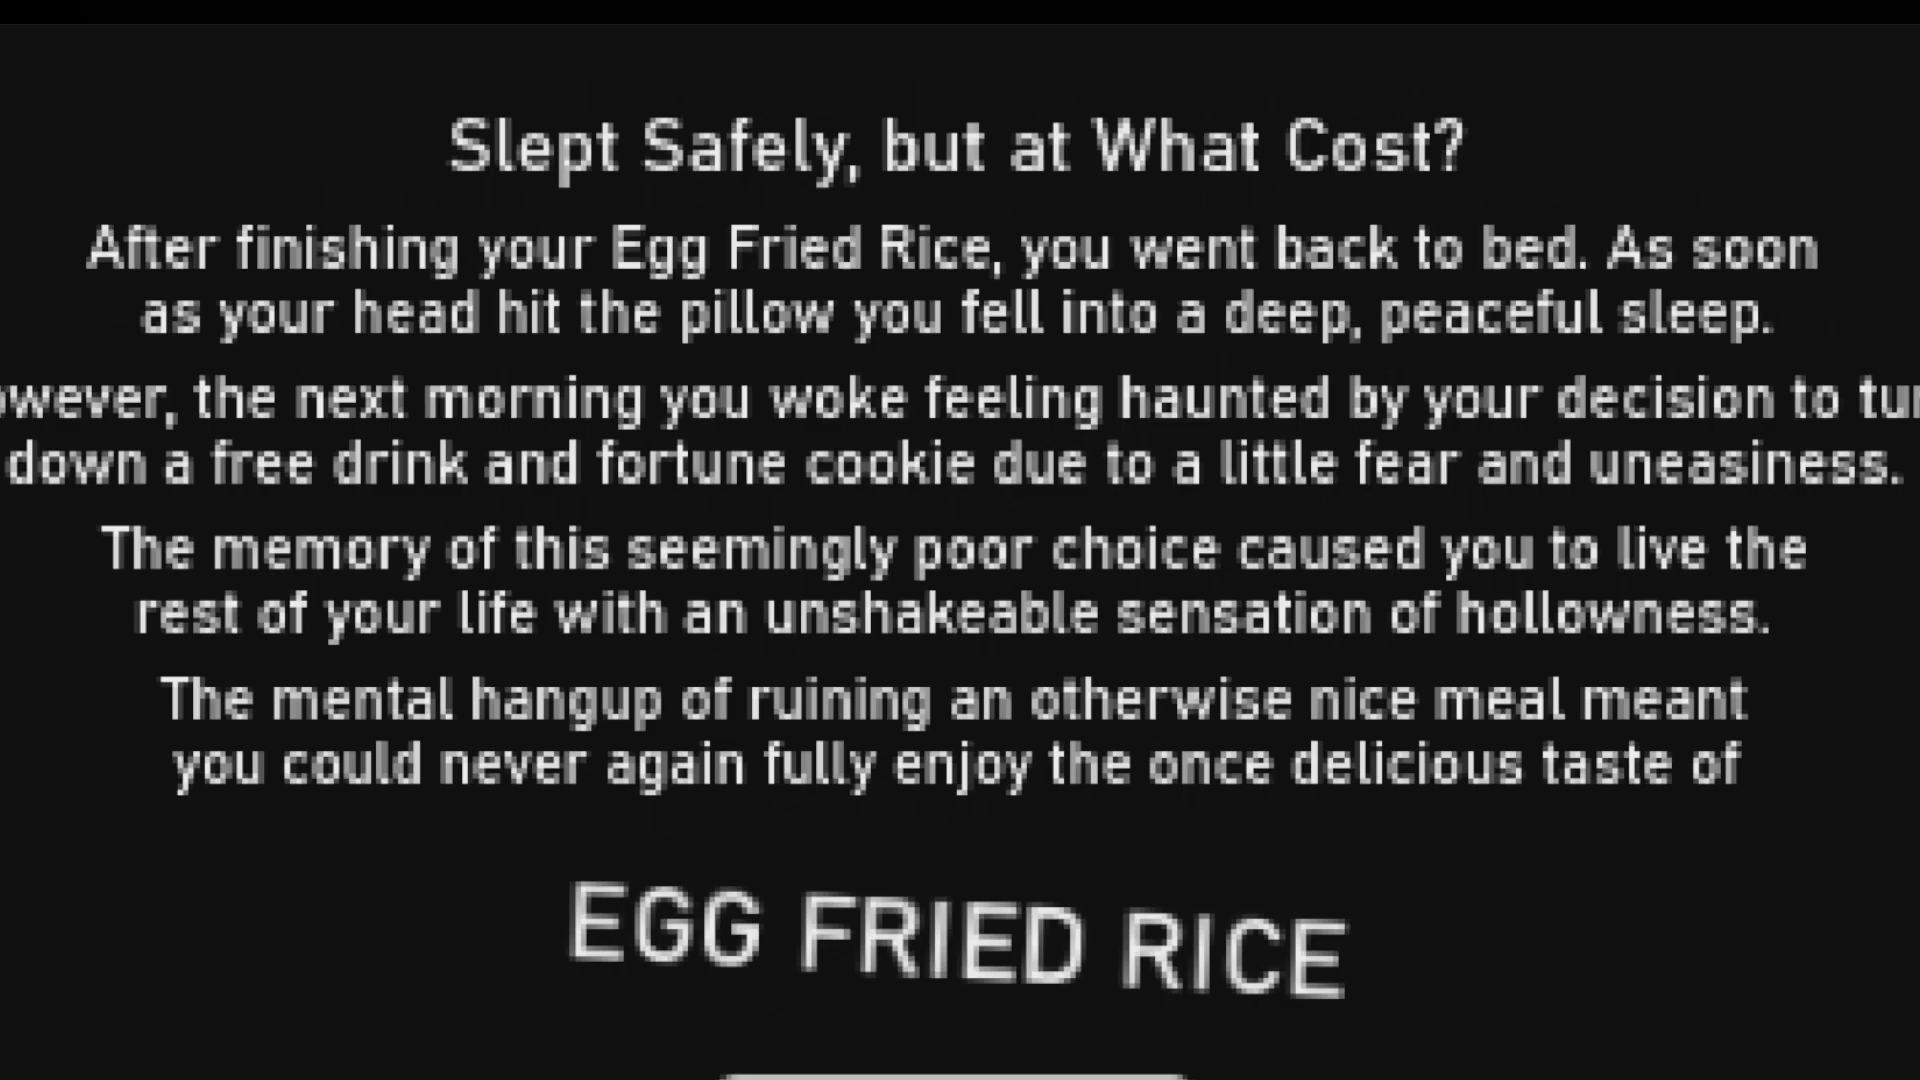 Slept Safely, but at What Cost?
After finishing your Egg Fried Rice, you went back to bed. As soon
as your head hit the pillow you fell into a deep, peaceful sleep.
owever, the next morning you woke feeling haunted by your decision to tur
down a free drink and fortune cookie due to a little fear and uneasiness.
The memory of this seemingly poor choice caused you to live the
rest of your life with an unshakeable sensation of hollowness.
The mental hangup of ruining an otherwise nice meal meant
you could never again fully enjoy the once delicious taste of
EGG FRIED RICE